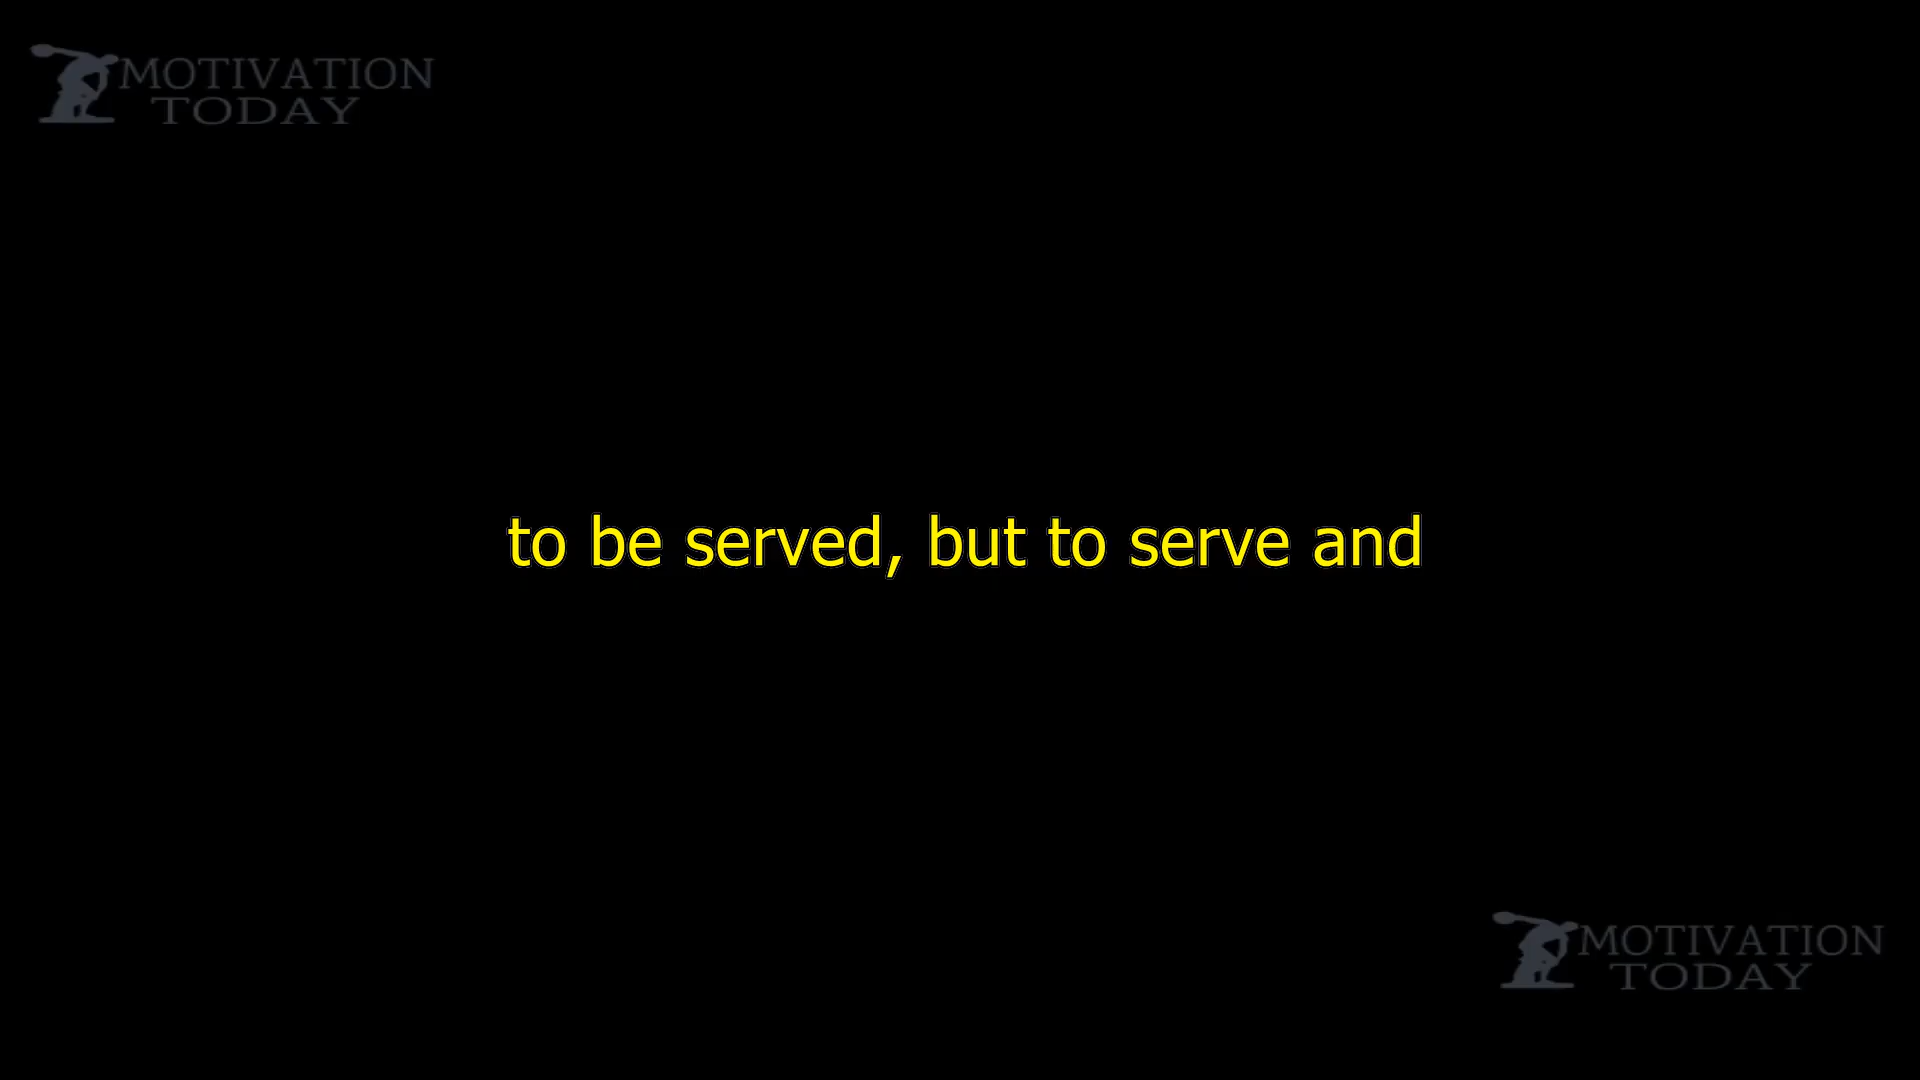 MOTIVATION
TODAY
to be served, but to serve and
MOTIVATION
TODAY